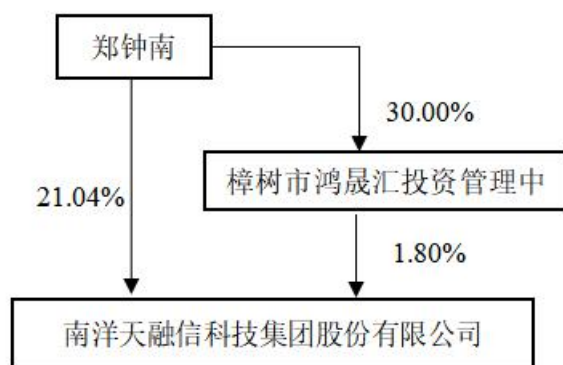 郑钟南
30.00%
樟树市鸿晟汇投资管理中
21.04%
1.80%
南洋天融信科技集团股份有限公司